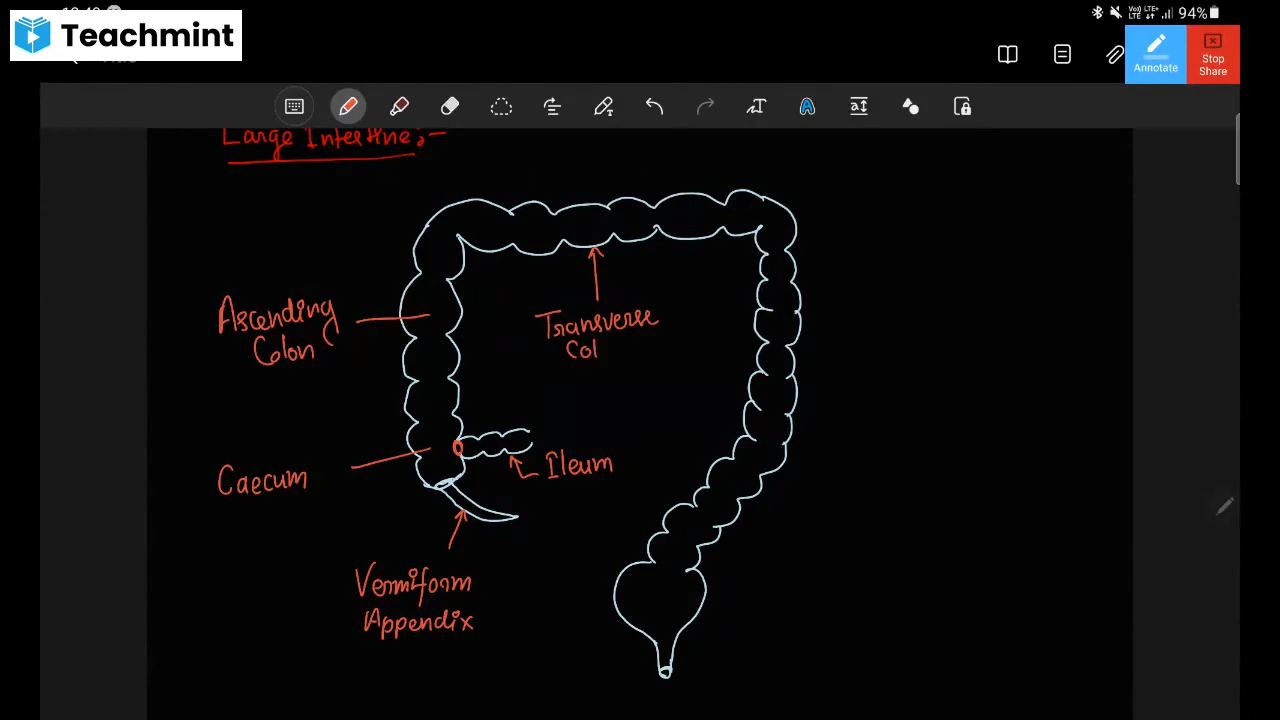 Teachmint
94%
Annotate
Stop
Share
Large Intestine:-
Ascending
Colon
Transverse
Col
Caecum
Ileum
Vermiform
Appendix